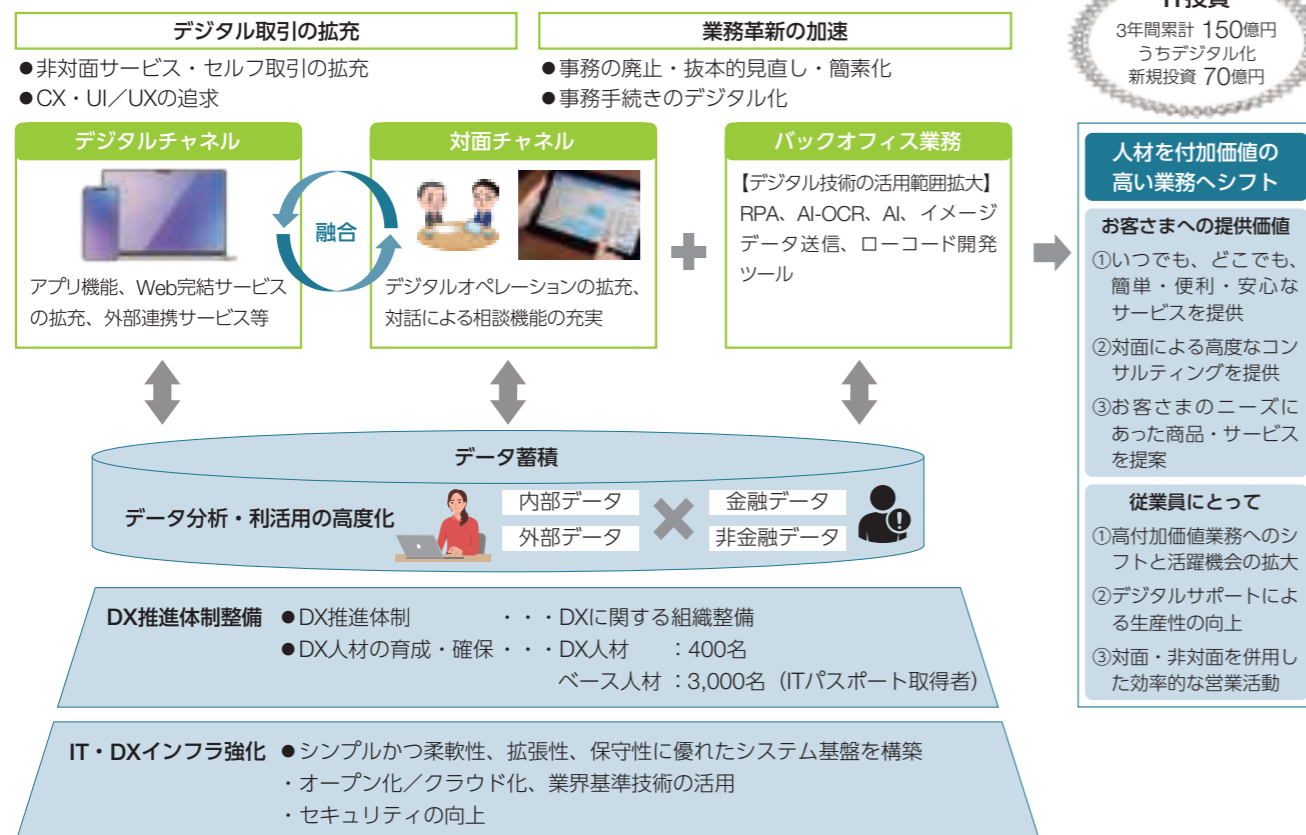 デジタル取引の拡充
●非対面サービス・セルフ取引の拡充
●CX・UI／UXの追求
業務革新の加速
●事務の廃止・抜本的見直し・簡素化
●事務手続きのデジタル化
IT投資
3年間累計 150億円
うちデジタル化
新規投資 70億円
デジタルチャネル
アプリ機能、Web完結サービス
の拡充、外部連携サービス等
融合
対面チャネル
デジタルオペレーションの拡充、
対話による相談機能の充実
バックオフィス業務
【デジタル技術の活用範囲拡大】
RPA、AI-OCR、AI、イメージ
データ送信、ローコード開発
ツール
人材を付加価値の
高い業務へシフト
お客さまへの提供価値
①いつでも、どこでも、
簡単・便利・安心な
サービスを提供
②対面による高度なコン
サルティングを提供
③お客さまのニーズに
あった商品・サービス
を提案
従業員にとって
①高付加価値業務へのシ
フトと活躍機会の拡大
②デジタルサポートによ
る生産性の向上
③対面・非対面を併用し
た効率的な営業活動
データ蓄積
データ分析・利活用の高度化
内部データ
外部データ
金融データ
非金融データ
DX推進体制整備 ●DX推進体制 ・・・DXに関する組織整備
●DX人材の育成・確保・・・DX人材 ：400名
ベース人材：3,000名（ITパスポート取得者）
IT・DXインフラ強化 ●シンプルかつ柔軟性、拡張性、保守性に優れたシステム基盤を構築
・オープン化／クラウド化、業界基準技術の活用
・セキュリティの向上